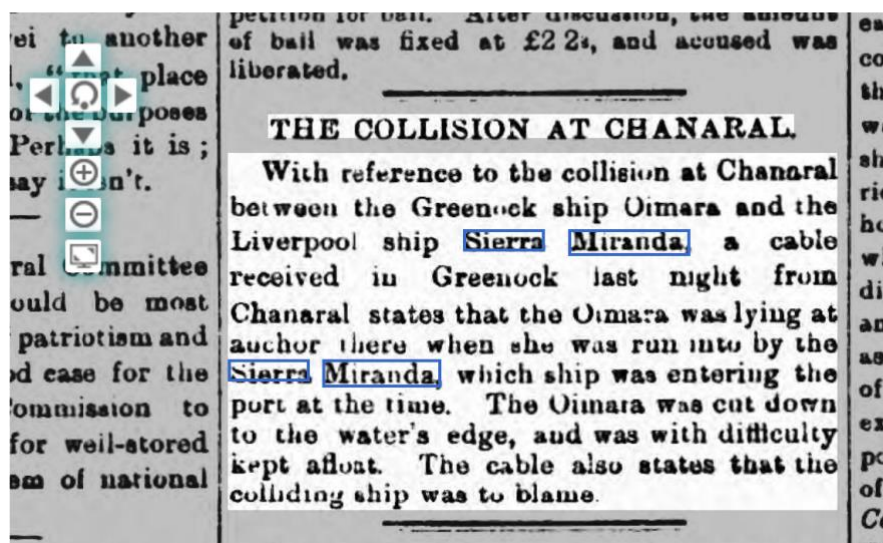 petition for bail. After discussion, the amount
of bail was fixed at £2 2s, and accused was
liberated.
THE COLLISION AT CHANARAL.
With reference to the collision at Chanaral
between the Greenock ship Oimara and the
Liverpool ship Sierra Miranda, a cable
received in Greenock last night from
Chanaral states that the Oimara was lying at
anchor there when she was run into by the
Sierra Miranda, which ship was entering the
port at the time. The Oimara was cut down
to the water's edge, and was with difficulty
kept afloat. The cable also states that the
colliding ship was to blame.
to another
place
poses
it is;
say n't.
mmittee
ould be most
patriotism and
case for the
ommission to
for well-stored
of national